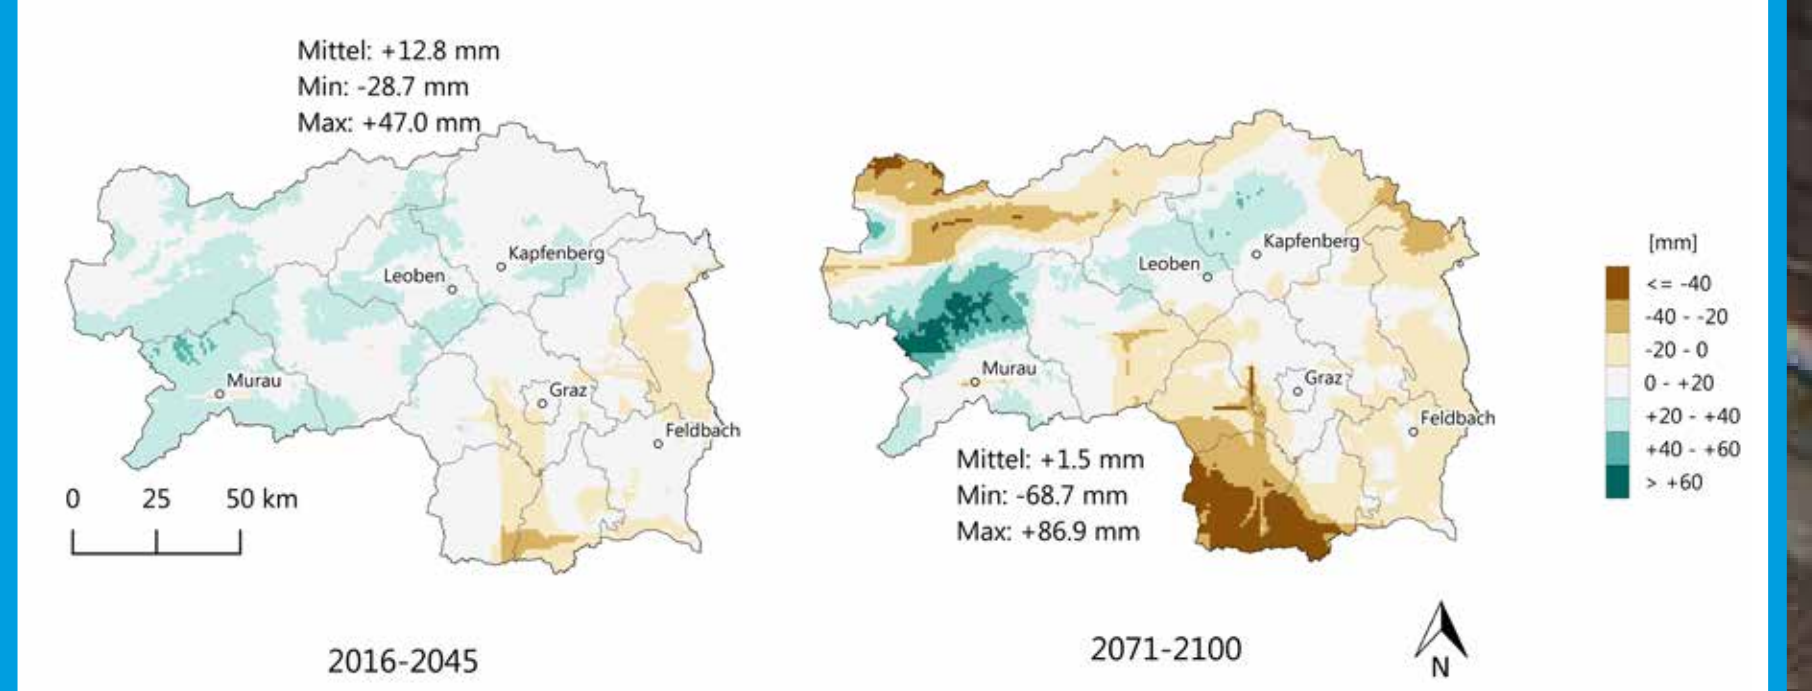 Mittel: +12.8 mm
Min: -28.7 mm
Max: +47.0 mm
Kapfenberg
Leoben
Murau
Graz
Feldbach
0 25 50 km
2016-2045
Kapfenberg
Leoben
Murau
Graz
Feldbach
Mittel: +1.5 mm
Min: -68.7 mm
Max: +86.9 mm
2071-2100
[mm]
<= -40
-40 - -20
-20 - 0
0 - +20
+20 - +40
+40 - +60
> +60
N